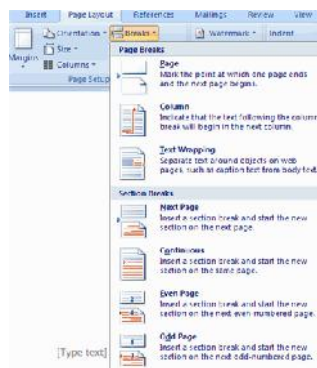 Insert Page Layout References Mailings Review View
Orientation Breaks Watermark Indent
Size
Margins
Columns
Page Setup
Page Breaks
Page
Mark the point at which one page ends
and the next page begins.
Column
Indicate that the text following the column
break will begin in the next column.
Text Wrapping
Separate text around objects on web
pages, such as caption text from body text.
Section Breaks
Next Page
Insert a section break and start the new
section on the next page.
Continuous
Insert a section break and start the new
section on the same page.
Even Page
Insert a section break and start the new
section on the next even-numbered page.
Odd Page
Insert a section break and start the new
section on the next odd-numbered page.
[Type text]